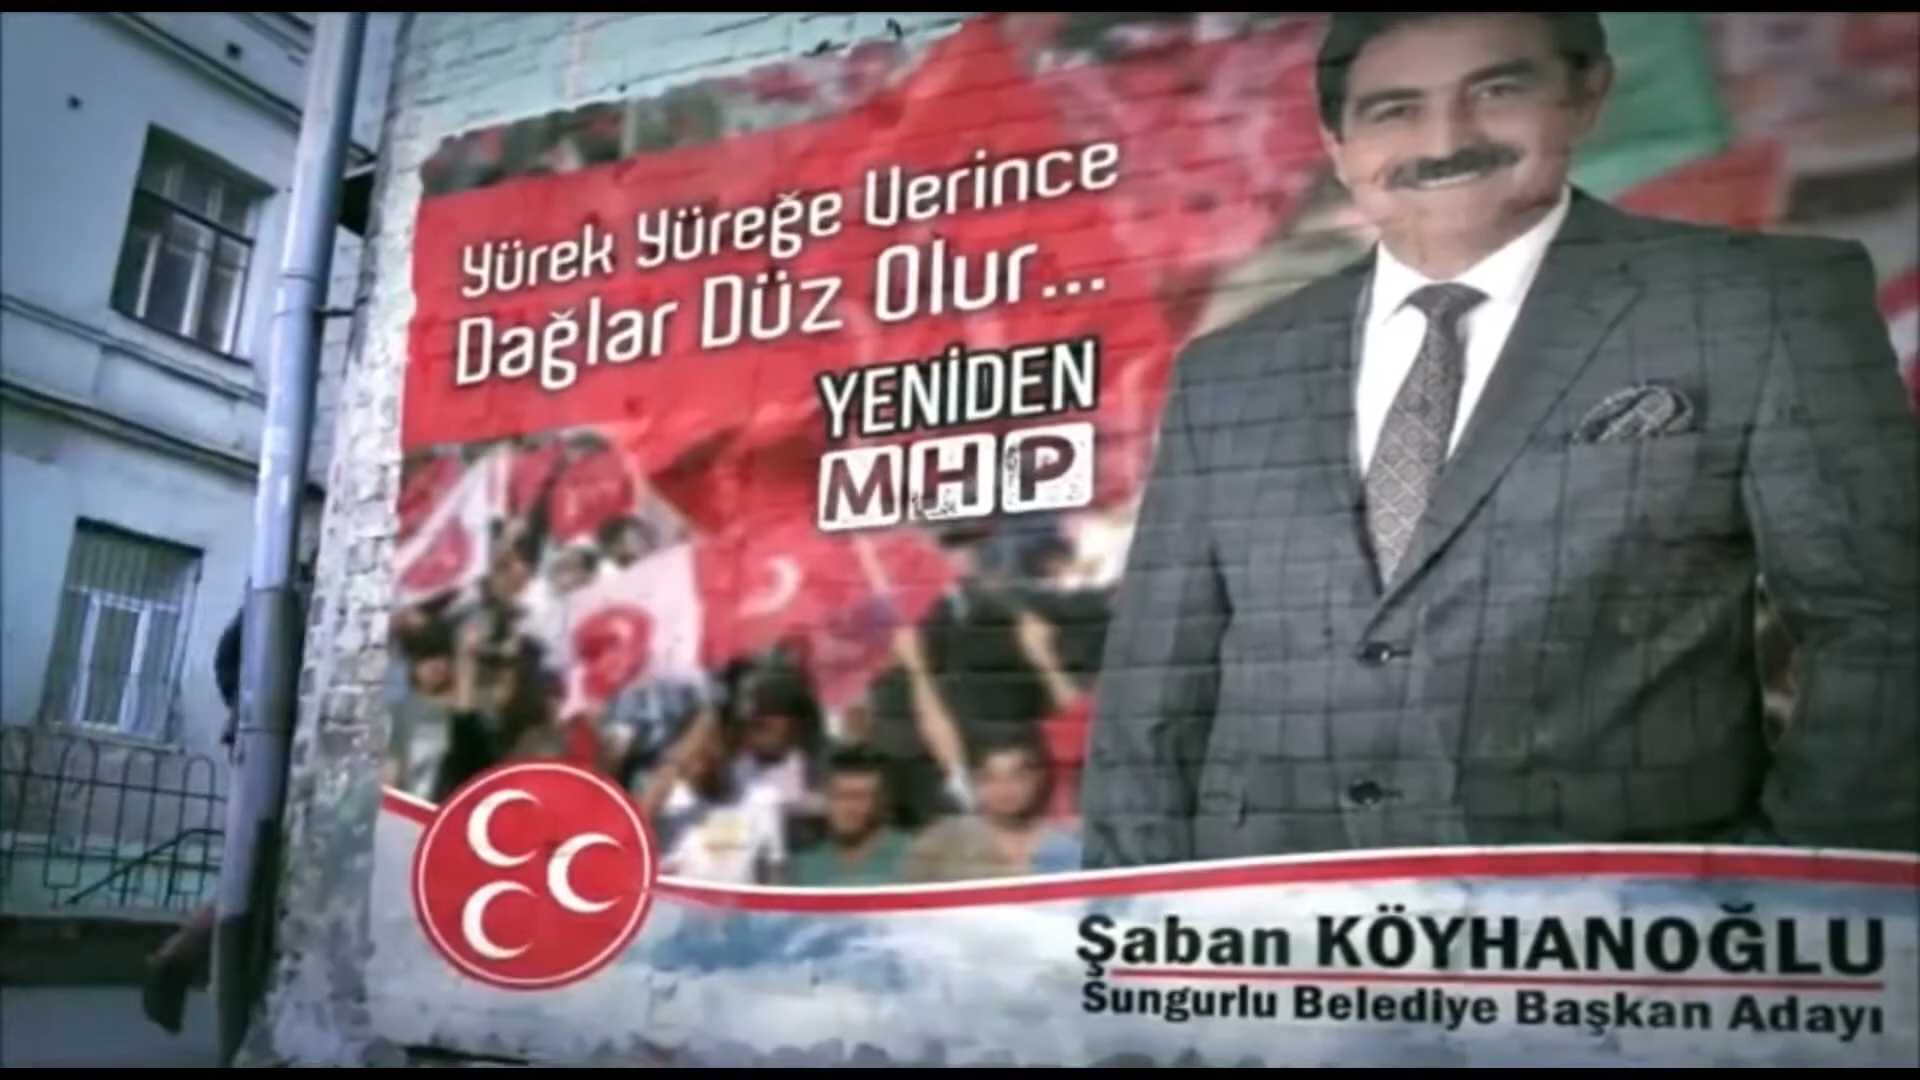 Yürek Yüreğe Verince
Dağlar Düz Olur...
YENİDEN
MHP
Şaban KÖYHANOĞLU
Sungurlu Belediye Başkan Adayı